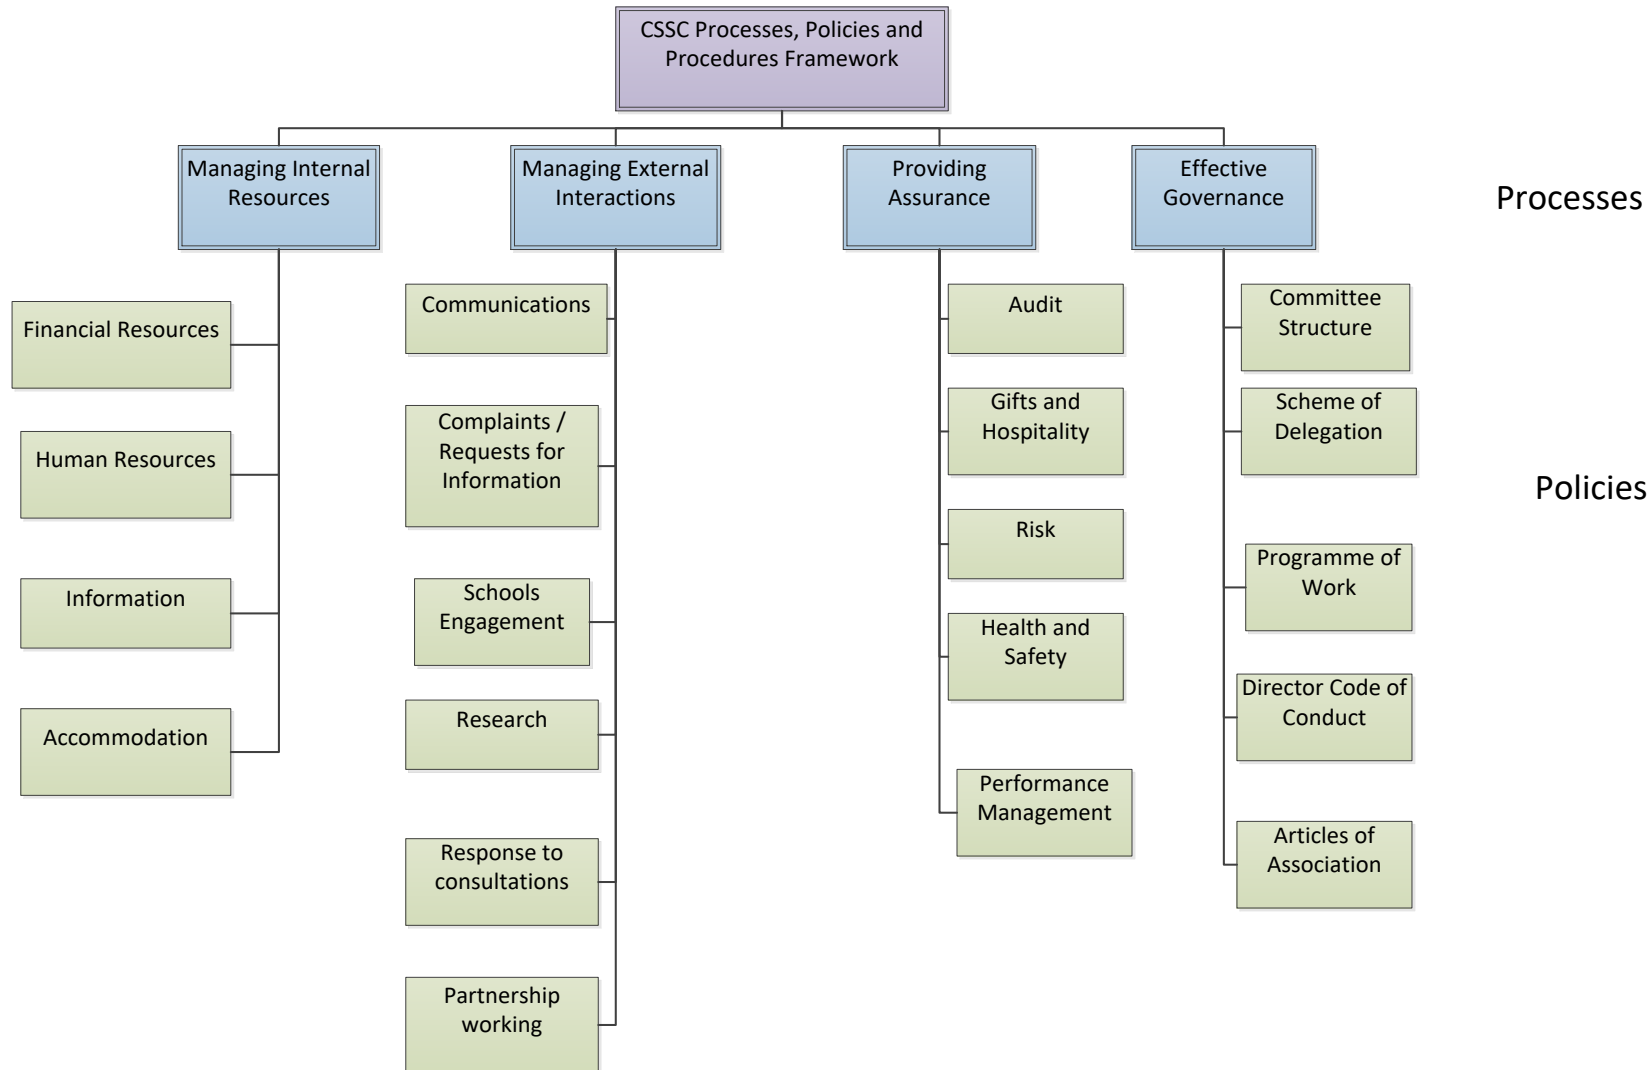 CSSC Processes, Policies and
Procedures Framework
Managing Internal
Resources
Managing External
Interactions
Providing
Assurance
Effective
Governance
Processes
Financial Resources
Human Resources
Information
Accommodation
Communications
Complaints /
Requests for
Information
Schools
Engagement
Research
Response to
consultations
Partnership
working
Audit
Gifts and
Hospitality
Risk
Health and
Safety
Performance
Management
Committee
Structure
Scheme of
Delegation
Programme of
Work
Director Code of
Conduct
Articles of
Association
Policies